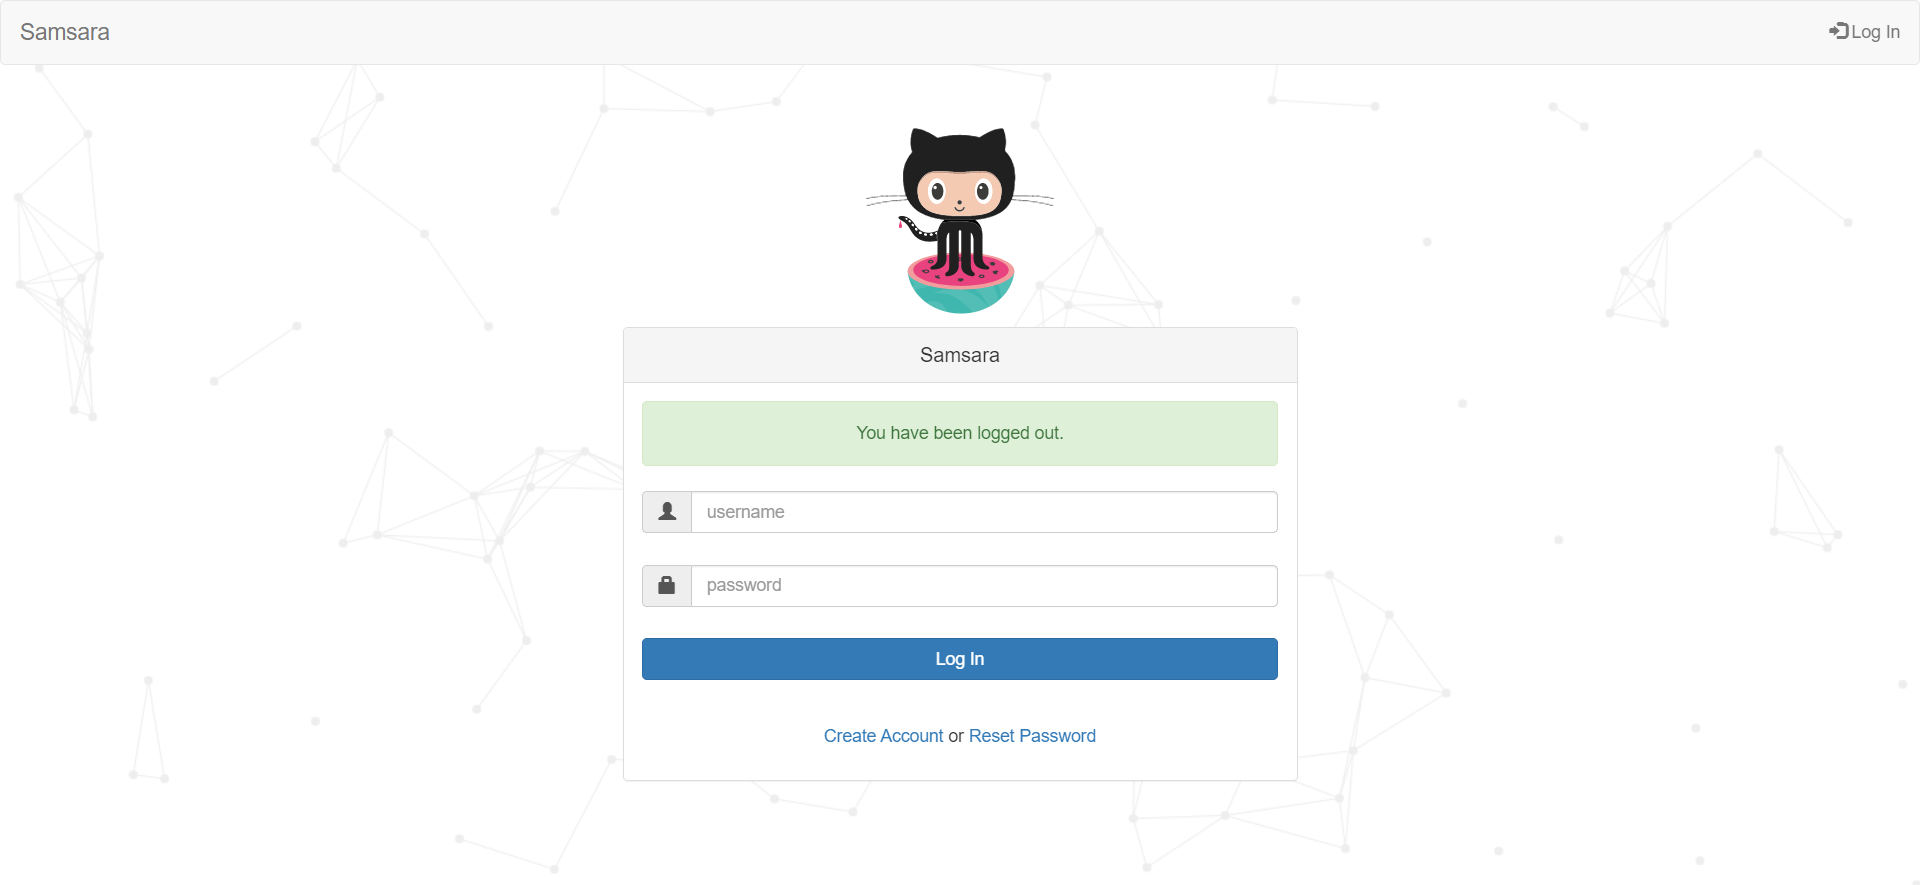 Samsara
Log In
Samsara
You have been logged out.
username
password
Log In
Create Account or Reset Password